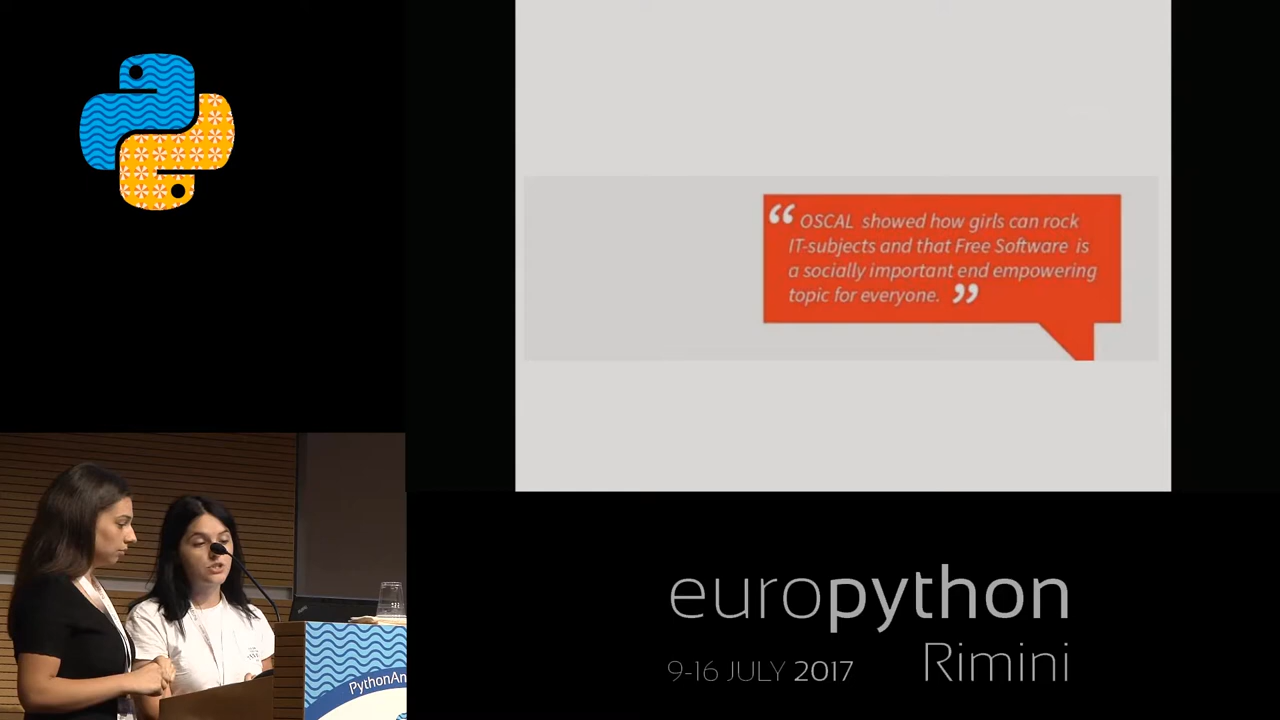 “ OSCAL showed how girls can rock
IT-subjects and that Free Software is
a socially important end empowering
topic for everyone. ”
europython
Rimini
9-16 JULY 2017
PythonAn